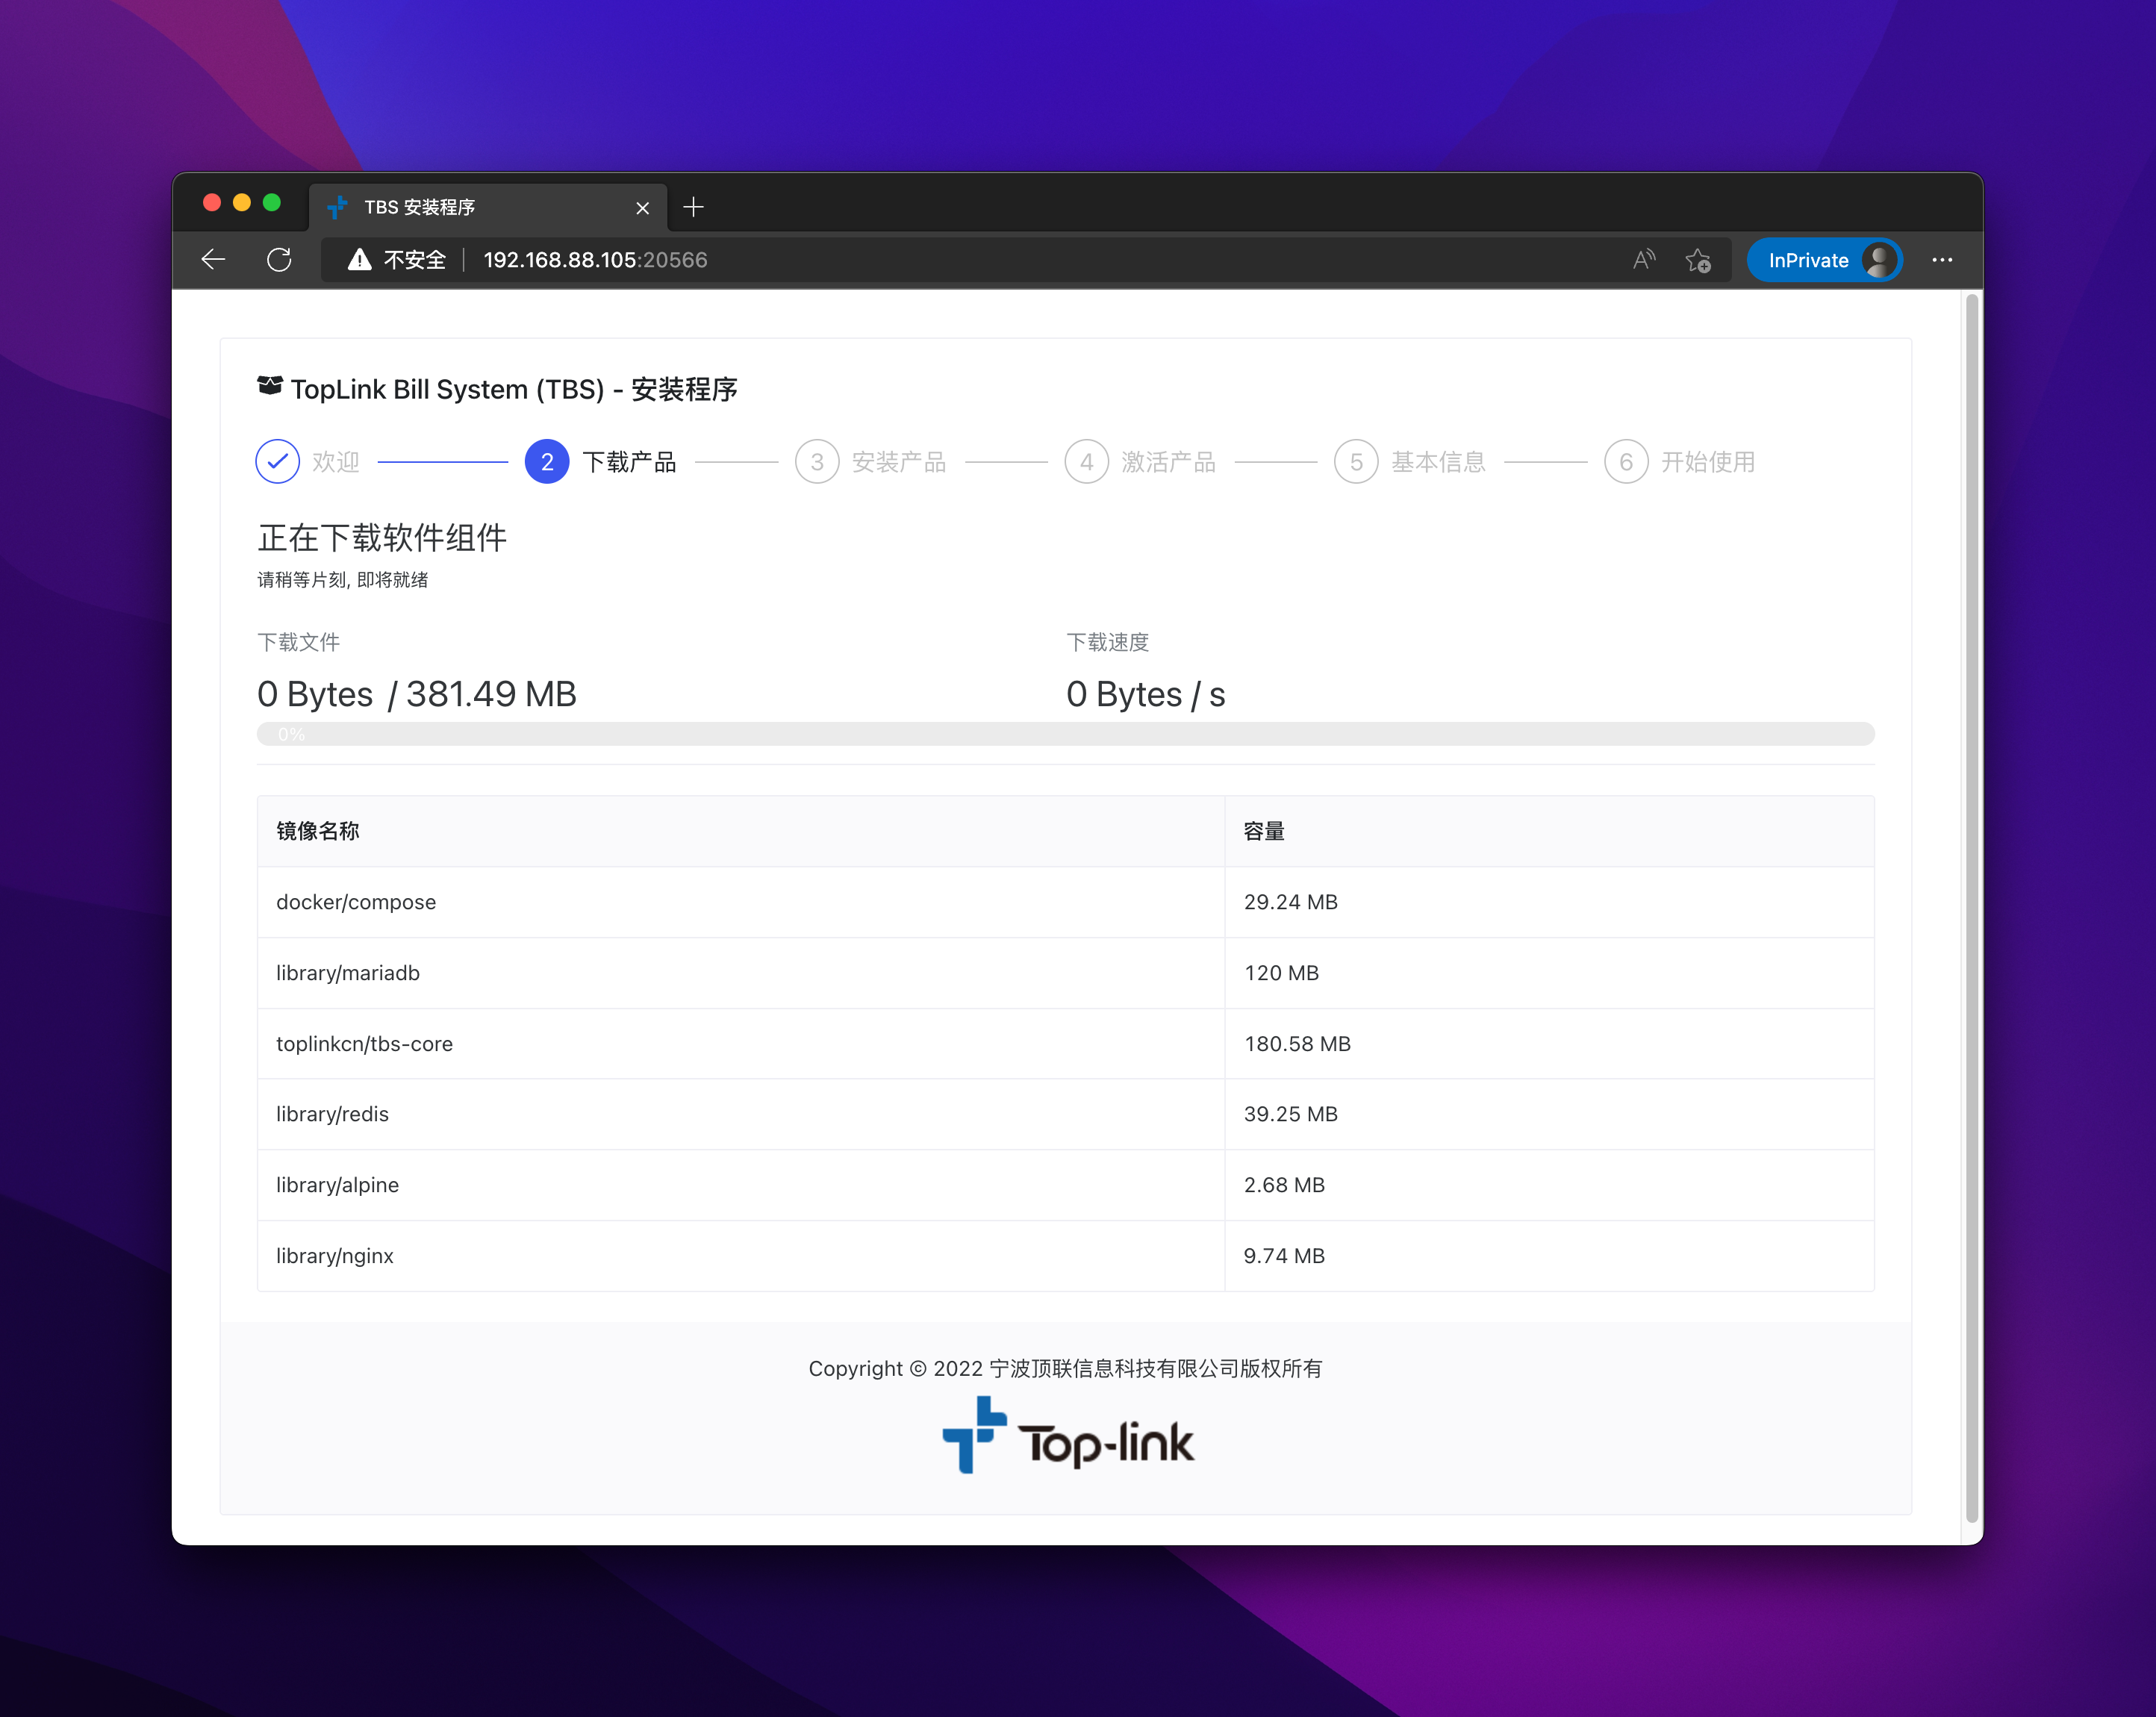 TBS 安装程序
不安全 192.168.88.105:20566 InPrivate
TopLink Bill System (TBS) - 安装程序
欢迎 2 下载产品 3 安装产品 4 激活产品 5 基本信息 6 开始使用
正在下载软件组件
请稍等片刻, 即将就绪
下载文件 下载速度
0 Bytes / 381.49 MB 0 Bytes / s
0%
镜像名称 容量
docker/compose 29.24 MB
library/mariadb 120 MB
toplinkcn/tbs-core 180.58 MB
library/redis 39.25 MB
library/alpine 2.68 MB
library/nginx 9.74 MB
Copyright © 2022 宁波顶联信息科技有限公司版权所有
Top-link